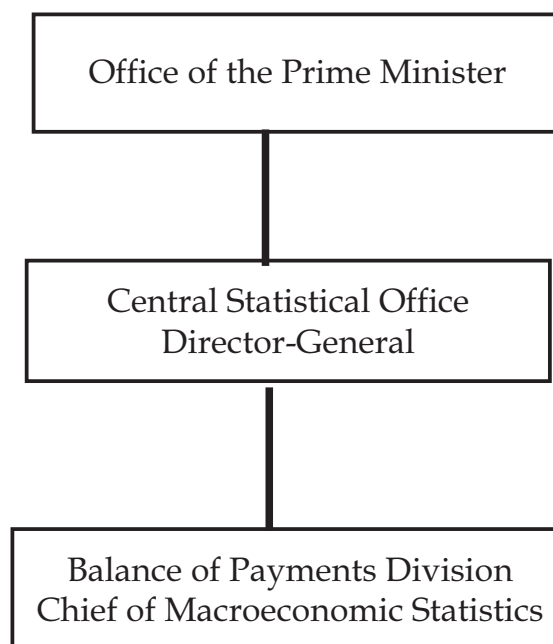 Office of the Prime Minister
Central Statistical Office
Director-General
Balance of Payments Division
Chief of Macroeconomic Statistics